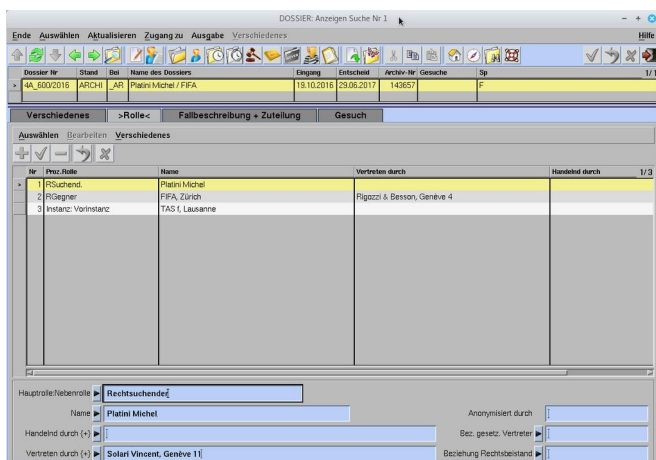 DOSSIER: Anzeigen Suche Nr 1
Ende Auswählen Aktualisieren Zugang zu Ausgabe Verschiedenes Hilfe
Dossier Nr Stand Bei Name des Dossiers Eingang Entscheid Archiv-Nr Gesuche Sp 1/1
> 4A_600/2016 ARCHI _AR Platini Michel / FIFA 19.10.2016 29.06.2017 143657 F
Verschiedenes >Rolle< Fallbeschreibung + Zuteilung Gesuch
Auswählen Bearbeiten Verschiedenes
Nr Proz.Rolle Name Vertreten durch Handelnd durch 1/3
> 1 RSuchend. Platini Michel
2 RGegner FIFA, Zürich Rigozzi & Besson, Genève 4
3 Instanz: Vorinstanz TAS f, Lausanne
Hauptrolle:Nebenrolle Rechtsuchender
Name Platini Michel Anonymisiert durch
Handelnd durch {+} Bez. gesetz. Vertreter
Vertreten durch {+} Solari Vincent, Genève 11 Beziehung Rechtsbeistand